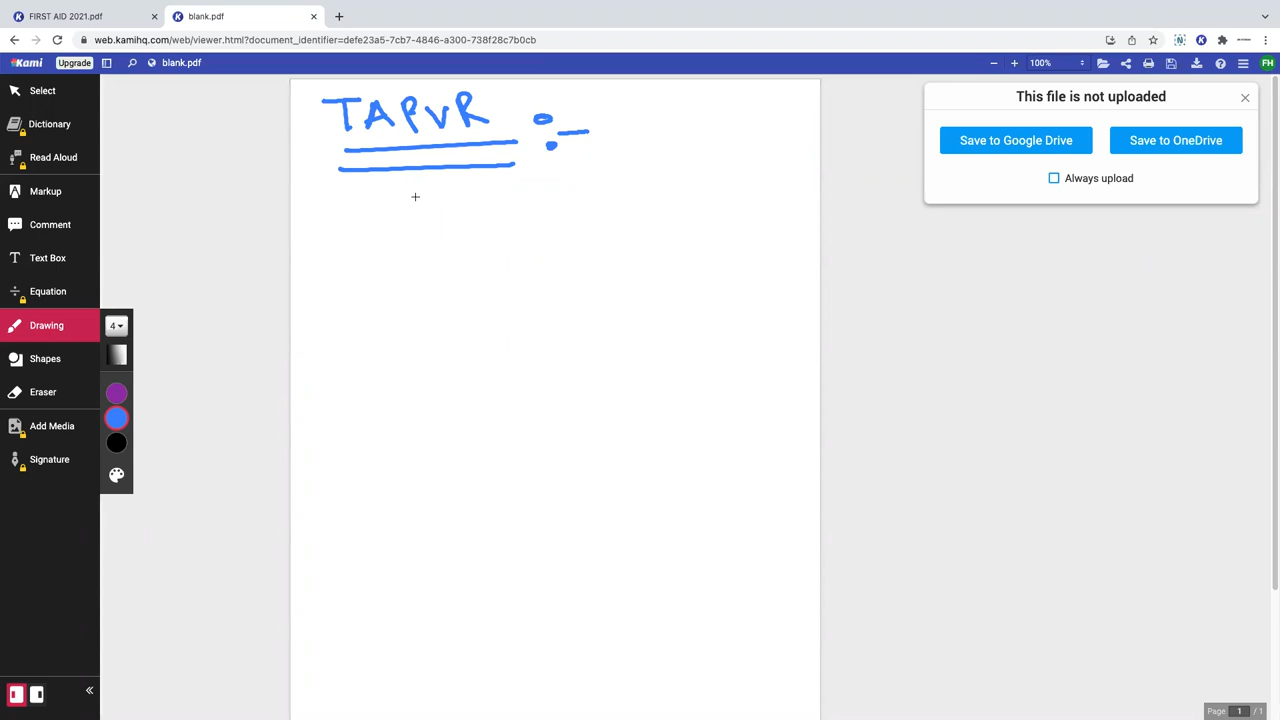 FIRST AID 2021.pdf
blank.pdf
web.kamihq.com/web/viewer.html?document_identifier=defe23a5-7cb7-4846-a300-738f28c7b0cb
Kami
Upgrade
blank.pdf
100%
FH
Select
Dictionary
Read Aloud
Markup
Comment
Text Box
Equation
Drawing
Shapes
Eraser
Add Media
Signature
4
TAPVR :-
This file is not uploaded
Save to Google Drive
Save to OneDrive
Always upload
Page 1 / 1